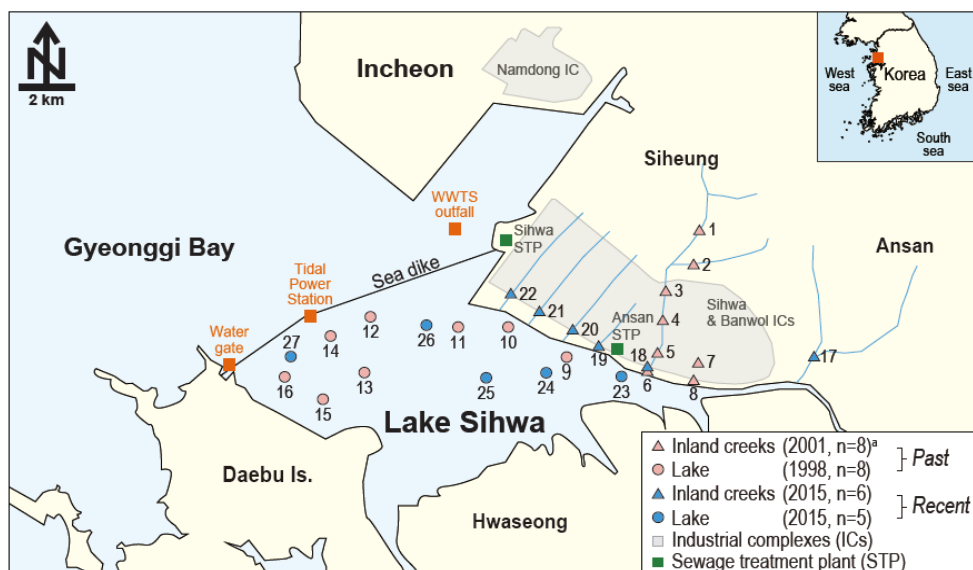 N
2 km
Incheon
Namdong IC
West
sea
Korea
East
sea
South
sea
Siheung
WWTS
outfall
Sihwa
STP
Gyeonggi Bay
Ansan
Sea dike
Tidal
Power
Station
Water
gate
Ansan
STP
Sihwa
& Banwol ICs
1
2
3
4
5
6
7
8
9
10
11
12
13
14
15
16
17
18
19
20
21
22
23
24
25
26
27
Lake Sihwa
Daebu Is.
Hwaseong
Inland creeks (2001, n=8)ᵃ
Lake (1998, n=8)
Past
Inland creeks (2015, n=6)
Lake (2015, n=5)
Recent
Industrial complexes (ICs)
Sewage treatment plant (STP)